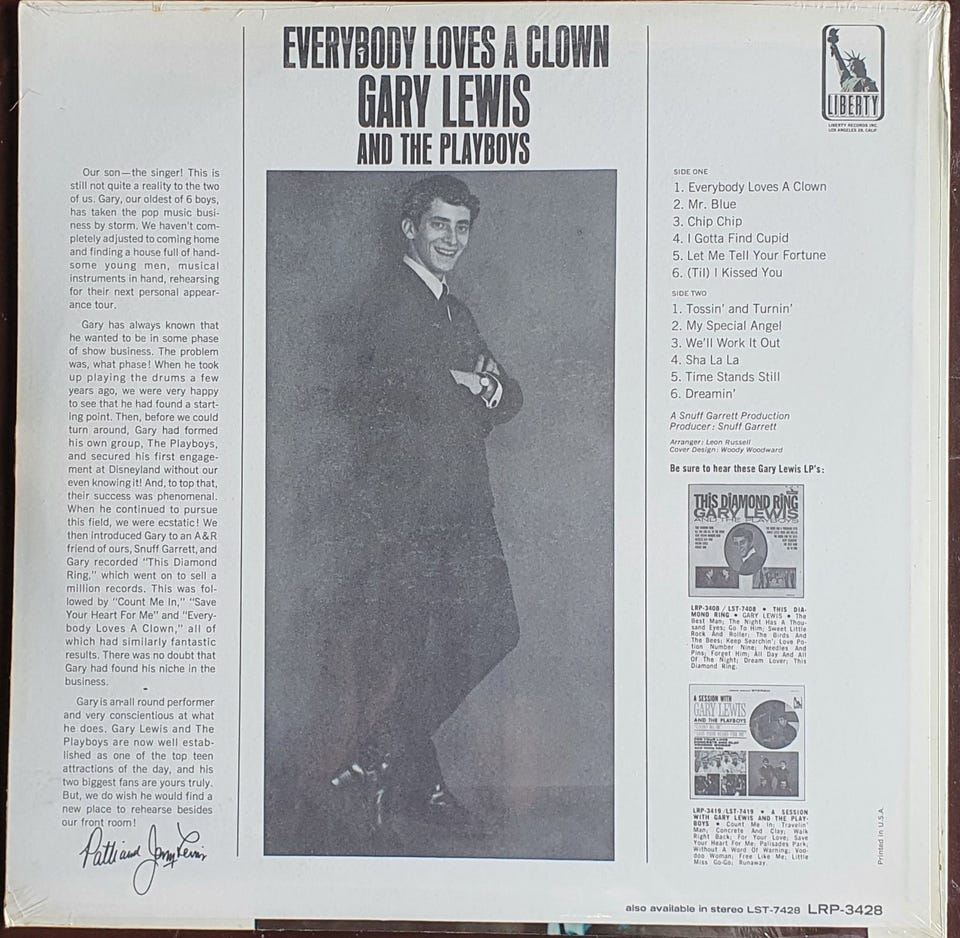 EVERYBODY LOVES A CLOWN
GARY LEWIS
AND THE PLAYBOYS
LIBERTY
LIBERTY RECORDS INC.
LOS ANGELES 28, CALIF
Our son—the singer! This is
still not quite a reality to the two
of us. Gary, our oldest of 6 boys,
has taken the pop music busi-
ness by storm. We haven't com-
pletely adjusted to coming home
and finding a house full of hand-
some young men, musical
instruments in hand, rehearsing
for their next personal appear-
ance tour.
Gary has always known that
he wanted to be in some phase
of show business. The problem
was, what phase! When he took
up playing the drums a few
years ago, we were very happy
to see that he had found a start-
ing point. Then, before we could
turn around, Gary had formed
his own group, The Playboys,
and secured his first engage-
ment at Disneyland without our
even knowing it! And, to top that,
their success was phenomenal.
When he continued to pursue
this field, we were ecstatic! We
then introduced Gary to an A&R
friend of ours, Snuff Garrett, and
Gary recorded "This Diamond
Ring," which went on to sell a
million records. This was fol-
lowed by "Count Me In," "Save
Your Heart For Me" and "Every-
body Loves A Clown," all of
which had similarly fantastic
results. There was no doubt that
Gary had found his niche in the
business.
Gary is an all round performer
and very conscientious at what
he does. Gary Lewis and The
Playboys are now well estab-
lished as one of the top teen
attractions of the day, and his
two biggest fans are yours truly.
But, we do wish he would find a
new place to rehearse besides
our front room!
Patti and Jerry Lewis
SIDE ONE
1. Everybody Loves A Clown
2. Mr. Blue
3. Chip Chip
4. I Gotta Find Cupid
5. Let Me Tell Your Fortune
6. (Til) I Kissed You
SIDE TWO
1. Tossin' and Turnin'
2. My Special Angel
3. We'll Work It Out
4. Sha La La
5. Time Stands Still
6. Dreamin'
A Snuff Garrett Production
Producer: Snuff Garrett
Arranger: Leon Russell
Cover Design: Woody Woodward
Be sure to hear these Gary Lewis LP's:
THIS DIAMOND RING
GARY LEWIS
AND THE PLAYBOYS
LRP-3408 / LST-7408 • THIS DIA-
MOND RING • GARY LEWIS • The
Best Man; The Night Has A Thou-
sand Eyes; Go To Him; Sweet Little
Rock And Roller; The Birds And
The Bees; Keep Searchin'; Love Po-
tion Number Nine; Needles And
Pins; Forget Him; All Day And All
Of The Night; Dream Lover; This
Diamond Ring.
A SESSION WITH
GARY LEWIS
AND THE PLAYBOYS
LRP-3419/LST-7419 • A SESSION
WITH GARY LEWIS AND THE PLAY-
BOYS • Count Me In; Travelin'
Man; Concrete And Clay; Walk
Right Back; For Your Love; Save
Your Heart For Me; Palisades Park;
Without A Word Of Warning; Voo-
doo Woman; Free Like Me; Little
Miss Go-Go; Runaway.
Printed in U.S.A.
also available in stereo LST-7428 LRP-3428